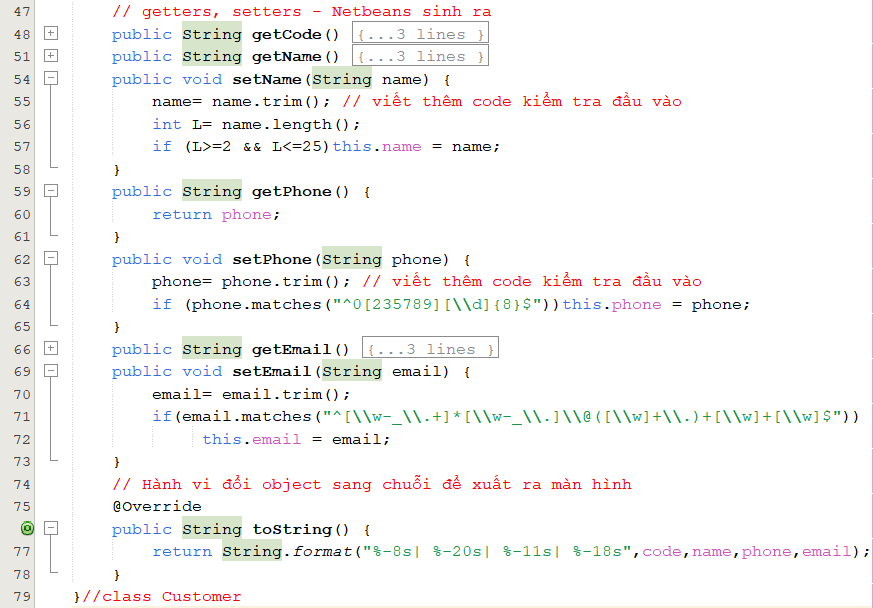 47 // getters, setters - Netbeans sinh ra
48 public String getCode() {...3 lines }
51 public String getName() {...3 lines }
54 public void setName(String name) {
55 name= name.trim(); // viết thêm code kiểm tra đầu vào
56 int L= name.length();
57 if (L>=2 && L<=25)this.name = name;
58 }
59 public String getPhone() {
60 return phone;
61 }
62 public void setPhone(String phone) {
63 phone= phone.trim(); // viết thêm code kiểm tra đầu vào
64 if (phone.matches("^0[235789][\\d]{8}$"))this.phone = phone;
65 }
66 public String getEmail() {...3 lines }
69 public void setEmail(String email) {
70 email= email.trim();
71 if(email.matches("^[\\w-_\\.+]*[\\w-_\\.]\\@([\\w]+\\.)+[\\w]+[\\w]$"))
72 this.email = email;
73 }
74 // Hành vi đổi object sang chuỗi để xuất ra màn hình
75 @Override
public String toString() {
77 return String.format("%-8s| %-20s| %-11s| %-18s",code,name,phone,email);
78 }
79 }//class Customer